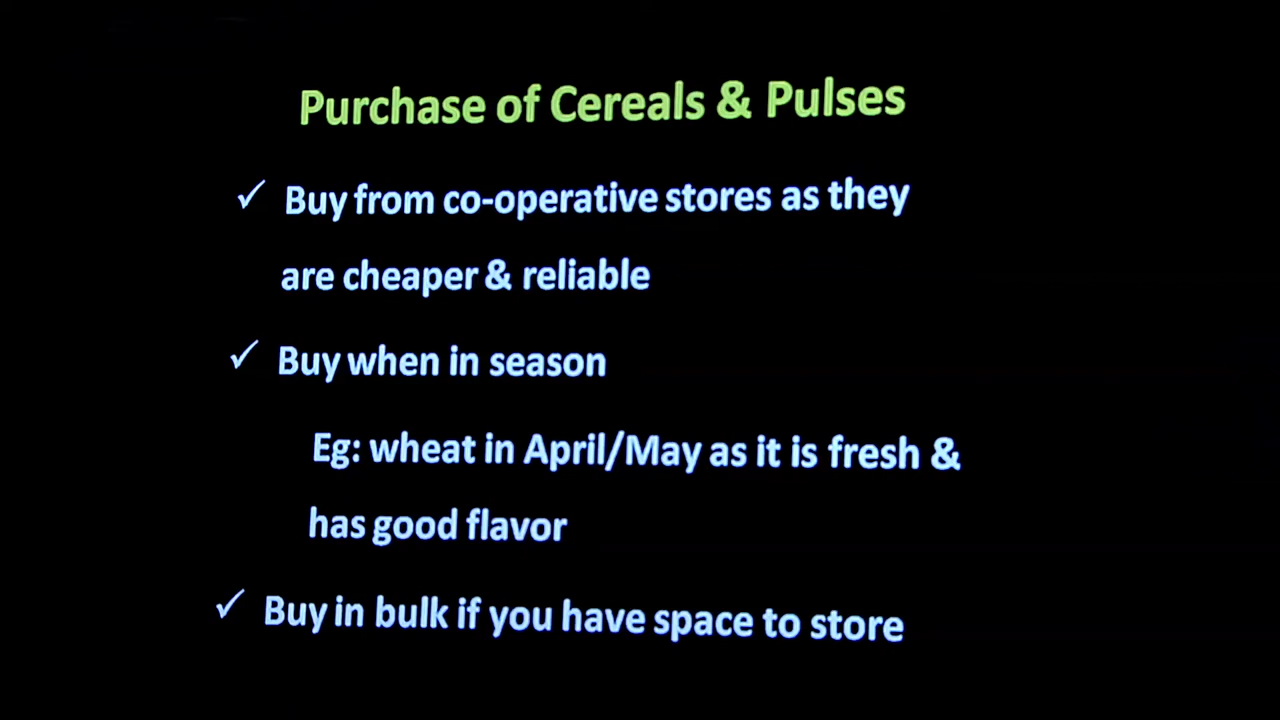 Purchase of Cereals & Pulses
✓ Buy from co-operative stores as they
are cheaper & reliable
✓ Buy when in season
Eg: wheat in April/May as it is fresh &
has good flavor
✓ Buy in bulk if you have space to store